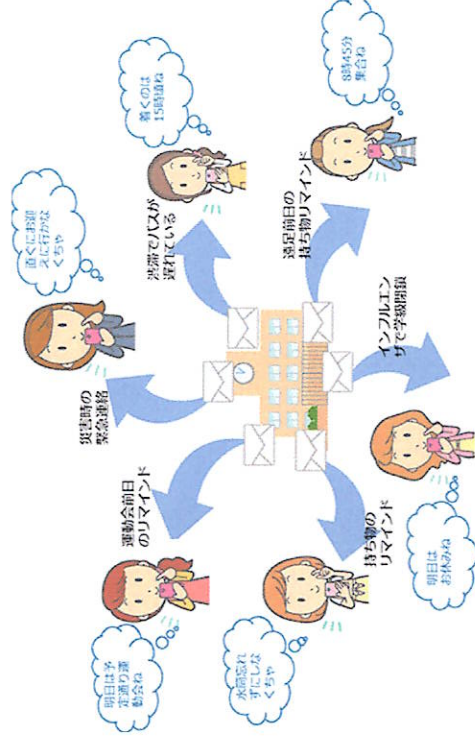 明日は予
定通り運
動会ね
運動会前日
のリマインド
災害時の
緊急連絡
直ぐにお迎
えに行かな
くちゃ
渋滞でバスが
遅れている
着くのは
15時頃ね
水筒忘れ
ずにしな
くちゃ
持ち物の
リマインド
明日は
お休みね
インフルエン
ザで学級閉鎖
遠足前日の
持ち物リマインド
8時45分
集合ね